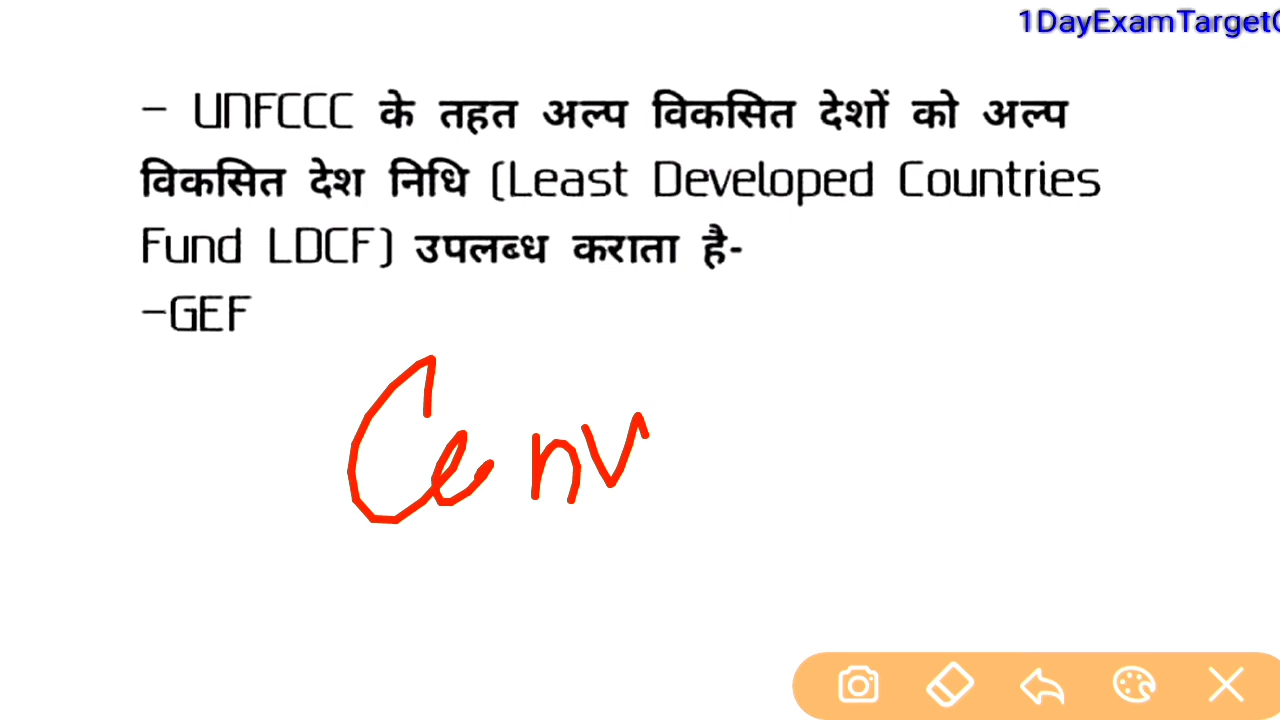 1DayExamTarget
- UNFCCC के तहत अल्प विकसित देशों को अल्प
विकसित देश निधि (Least Developed Countries
Fund LDCF) उपलब्ध कराता है-
-GEF
Cenv